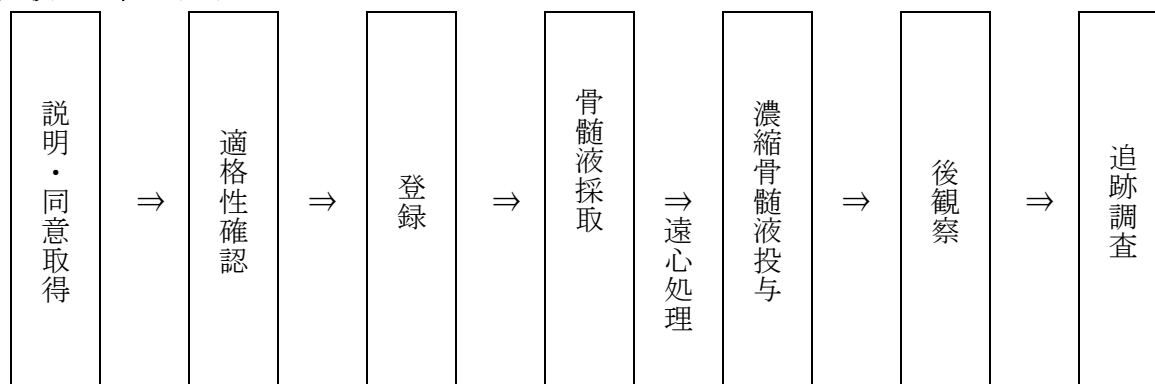 説明・同意取得
⇒
適格性確認
⇒
登録
⇒
骨髄液採取
⇒
遠心処理
濃縮骨髄液投与
⇒
後観察
⇒
追跡調査